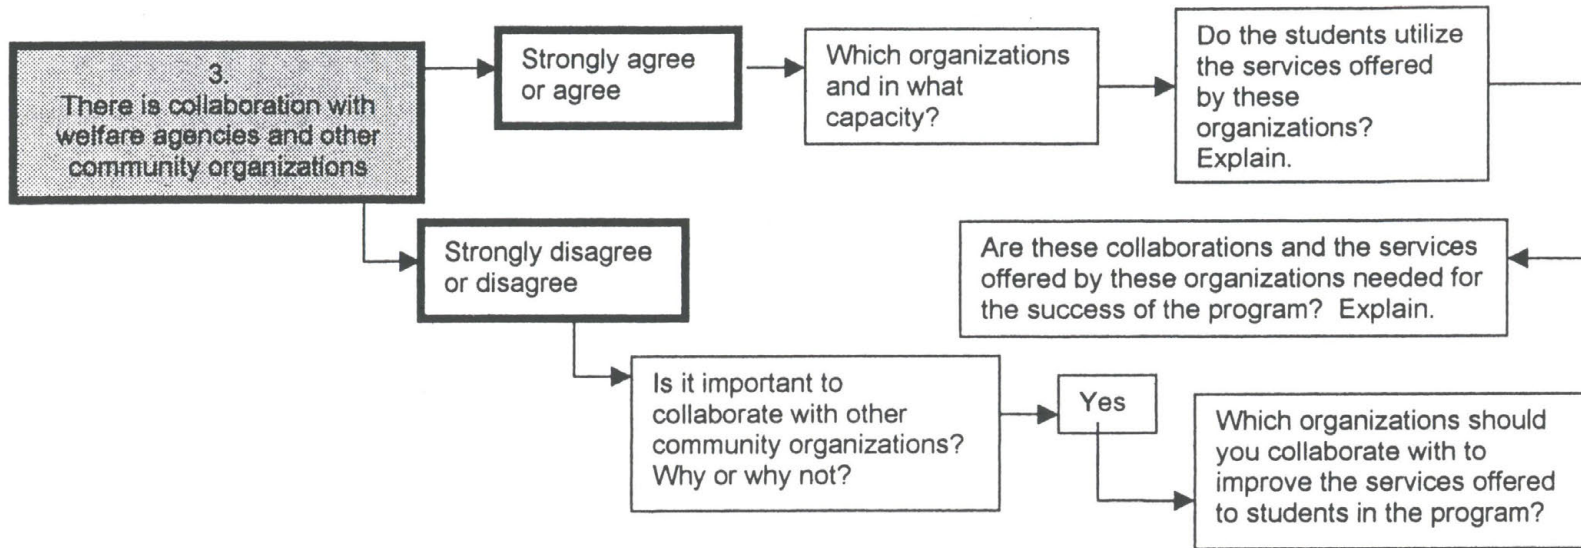 3.
There is collaboration with
welfare agencies and other
community organizations
Strongly agree
or agree
Which organizations
and in what
capacity?
Do the students utilize
the services offered
by these
organizations?
Explain.
Strongly disagree
or disagree
Are these collaborations and the services
offered by these organizations needed for
the success of the program? Explain.
Is it important to
collaborate with other
community organizations?
Why or why not?
Yes
Which organizations should
you collaborate with to
improve the services offered
to students in the program?